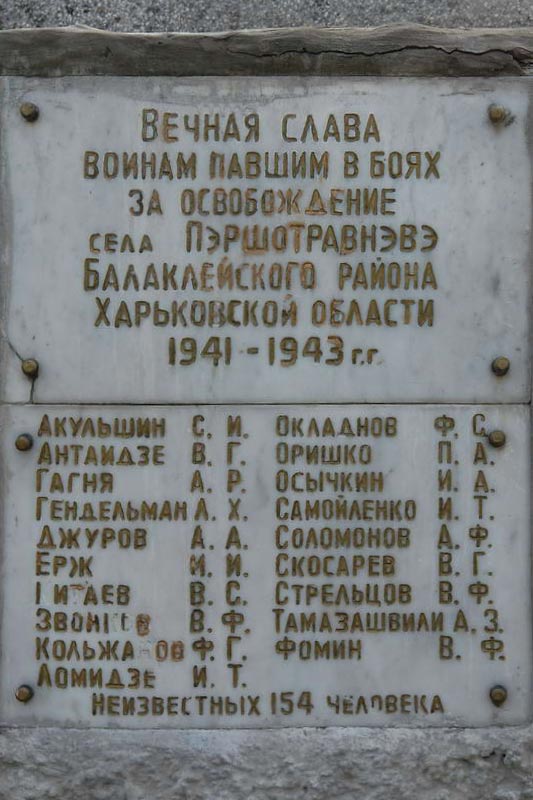 Вечная слава
воинам павшим в боях
за освобождение
села Пэршотравнэвэ
Балаклейского района
Харьковской области
1941 - 1943 г.г.
Акульшин С. И.
Антаидзе В. Г.
Гагня А. Р.
Гендельман Л. Х.
Джуров А. А.
Ерж И. И.
В. С.
В. Ф.
Ф. Г.
Ломидзе И. Т.
Окладнов Ф. С.
Оришко П. А.
Осычкин И. А.
Самойленко И. Т.
Соломонов А. Ф.
Скосарев В. Г.
Стрельцов В. Ф.
Тамазашвили А. З.
Фомин В. Ф.
Неизвестных 154 человека